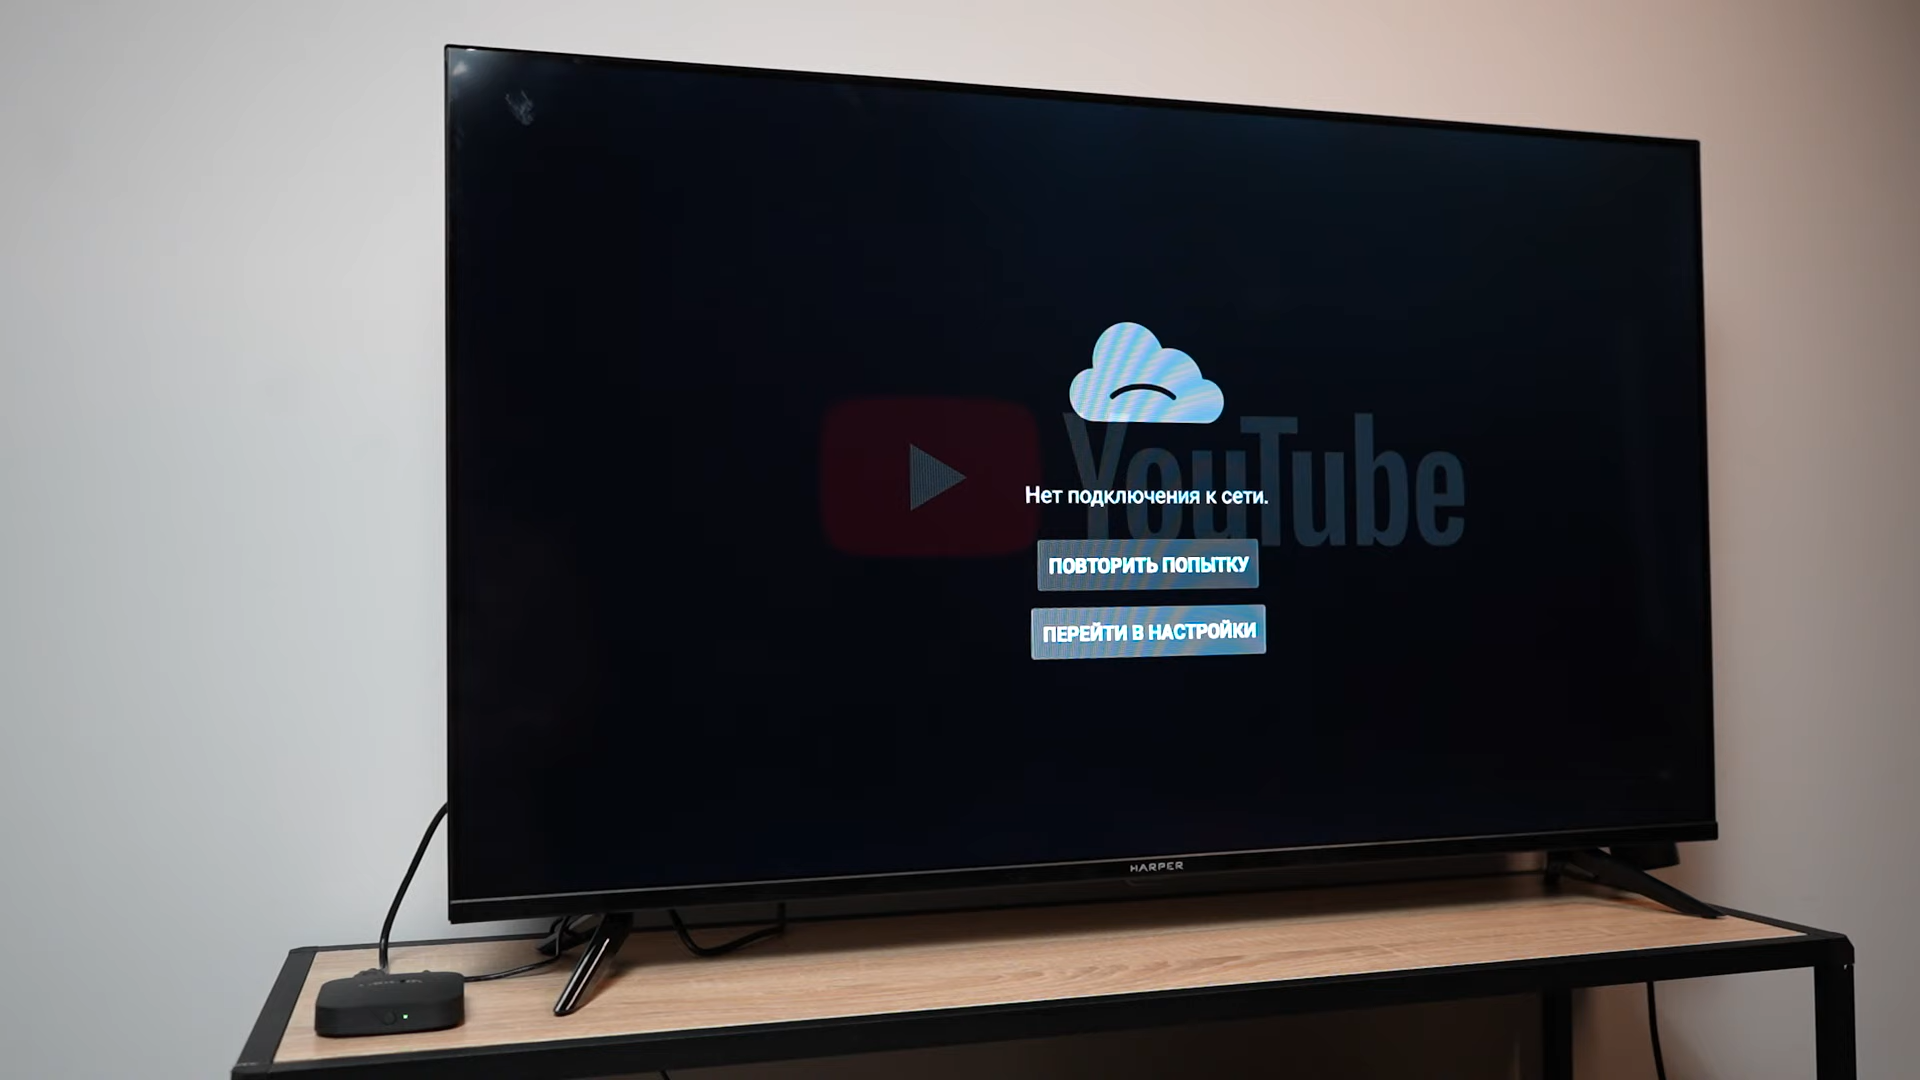 YouTube
Нет подключения к сети.
ПОВТОРИТЬ ПОПЫТКУ
ПЕРЕЙТИ В НАСТРОЙКИ
HARPER